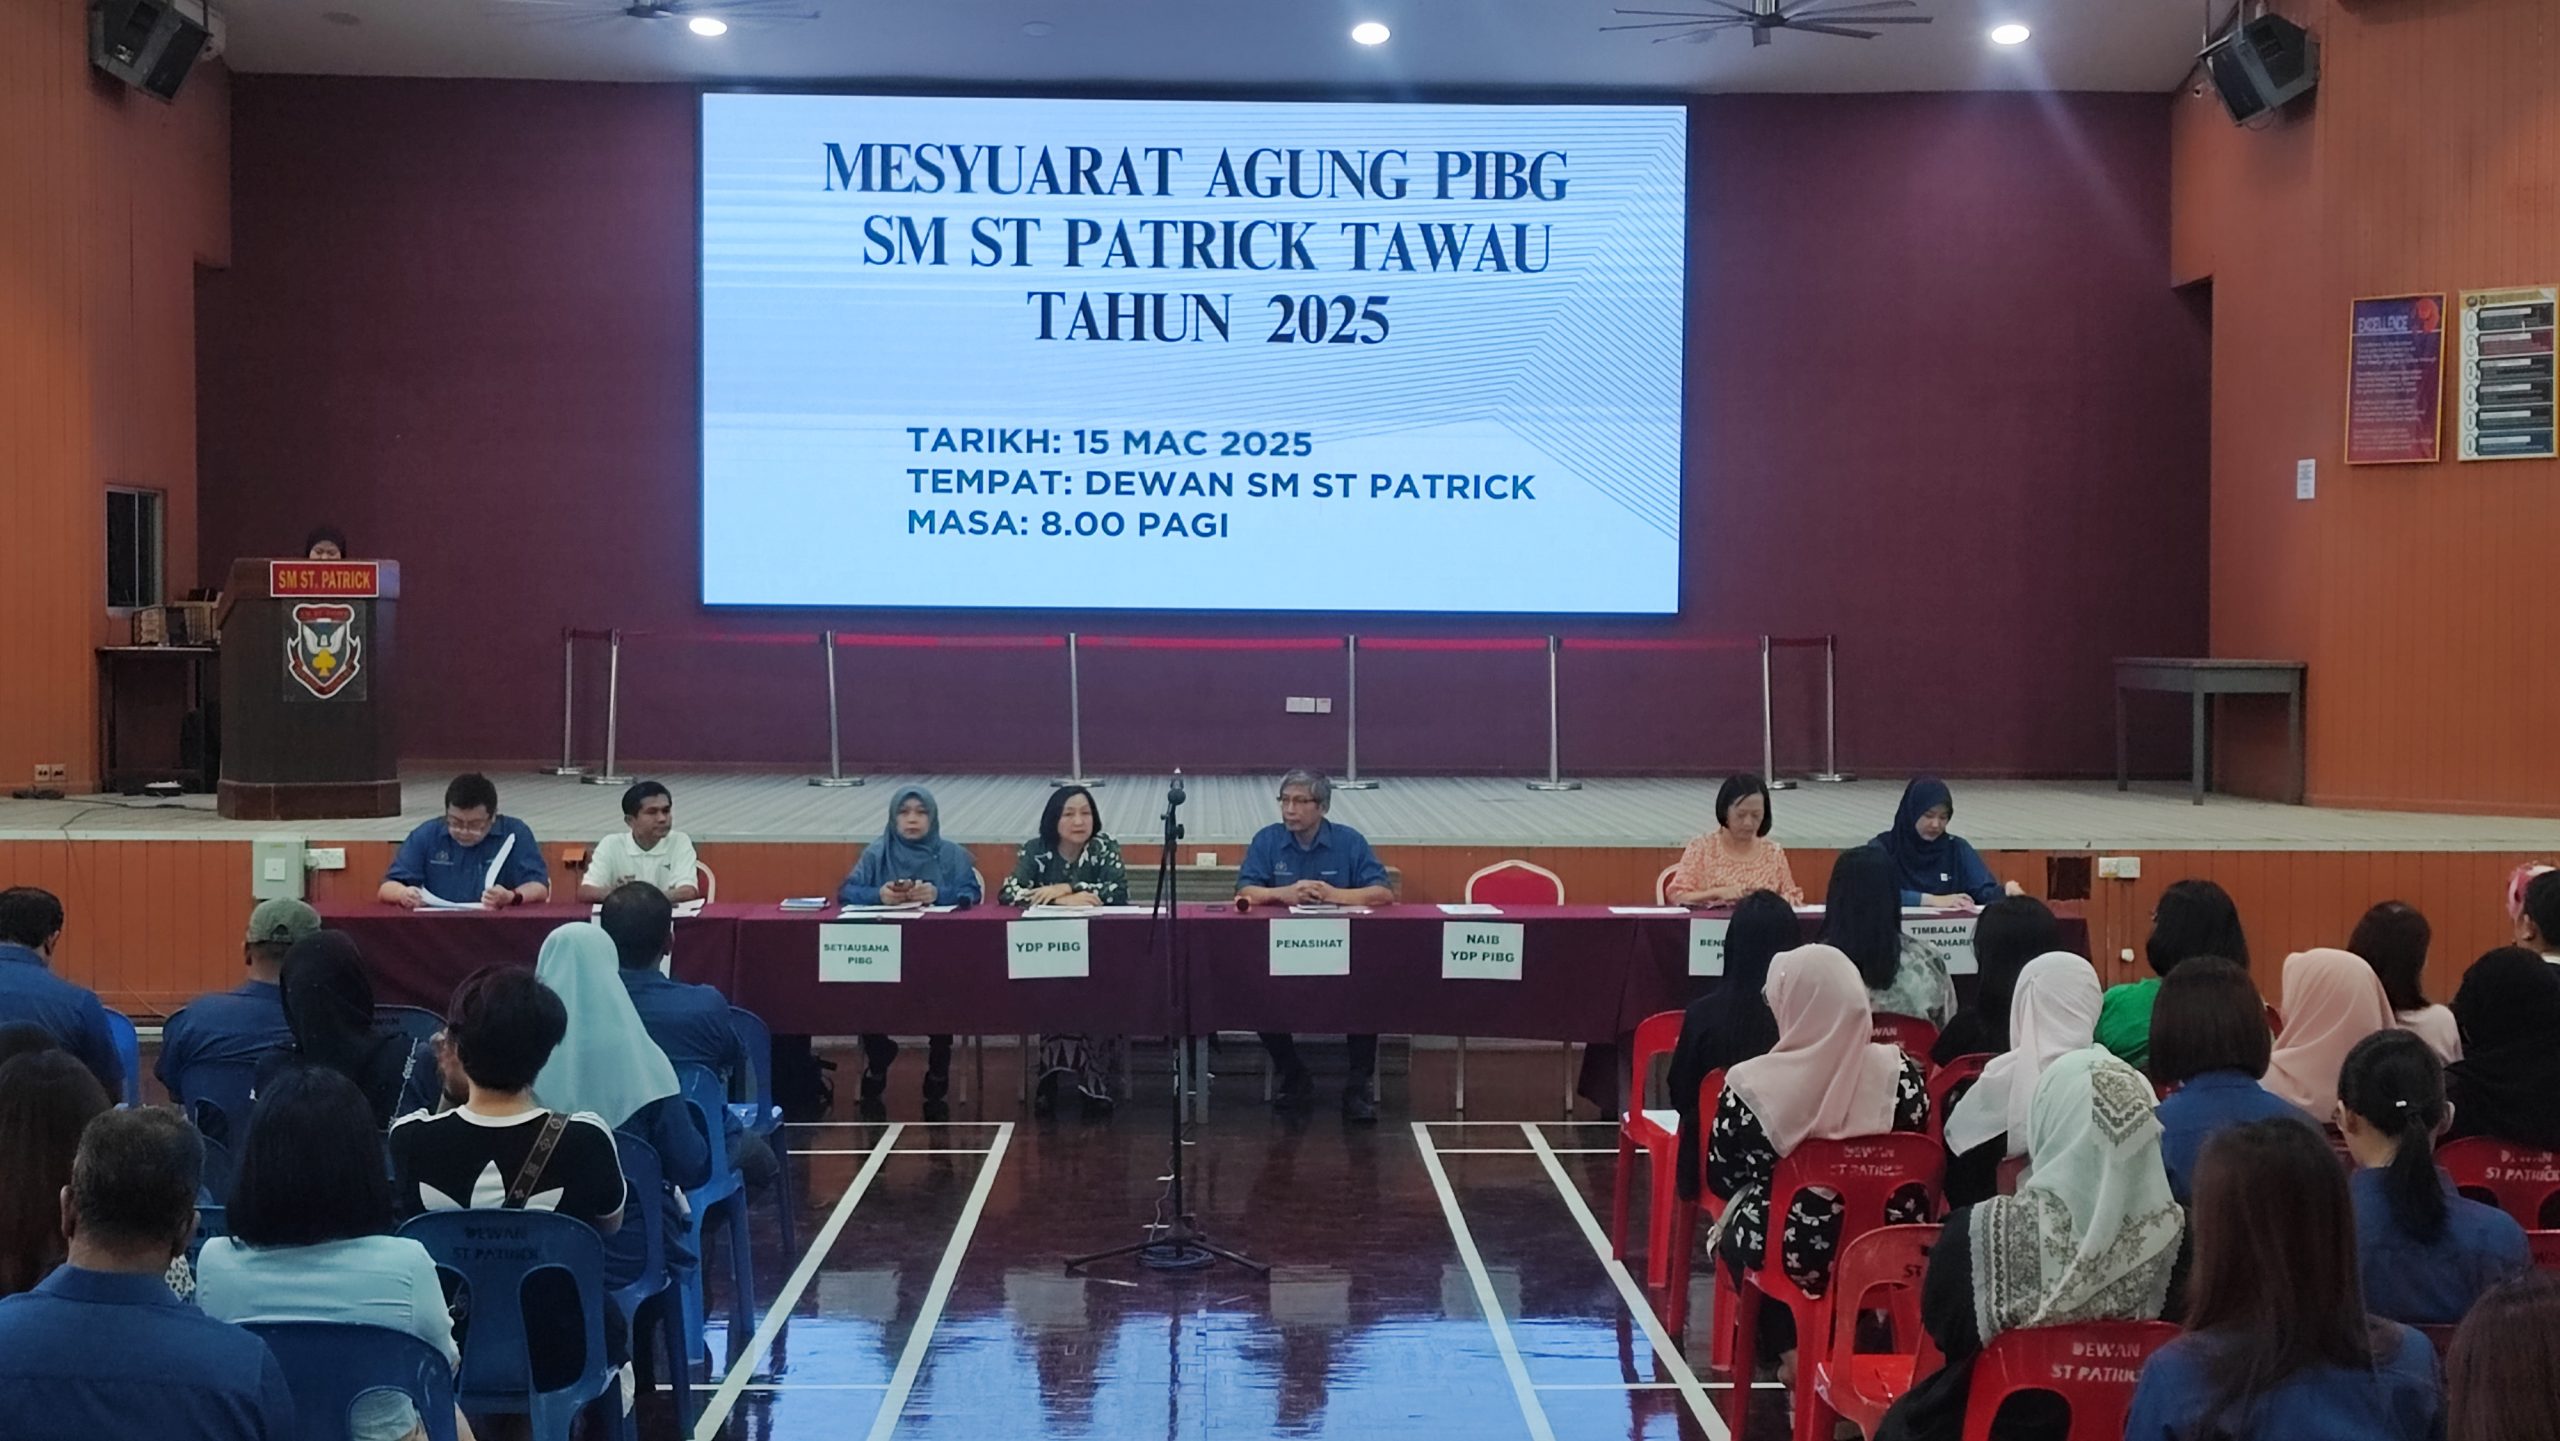 MESYUARAT AGUNG PIBG
SM ST PATRICK TAWAU
TAHUN 2025
TARIKH: 15 MAC 2025
TEMPAT: DEWAN SM ST PATRICK
MASA: 8.00 PAGI
EXCELLENCE
SM ST. PATRICK
SETIAUSAHA
PIBG
YDP PIBG
PENASIHAT
NAIB
YDP PIBG
TIMBALAN
DEWAN
ST PATRICK
DEWAN
ST PATRICK
DEWAN
ST PATRICK